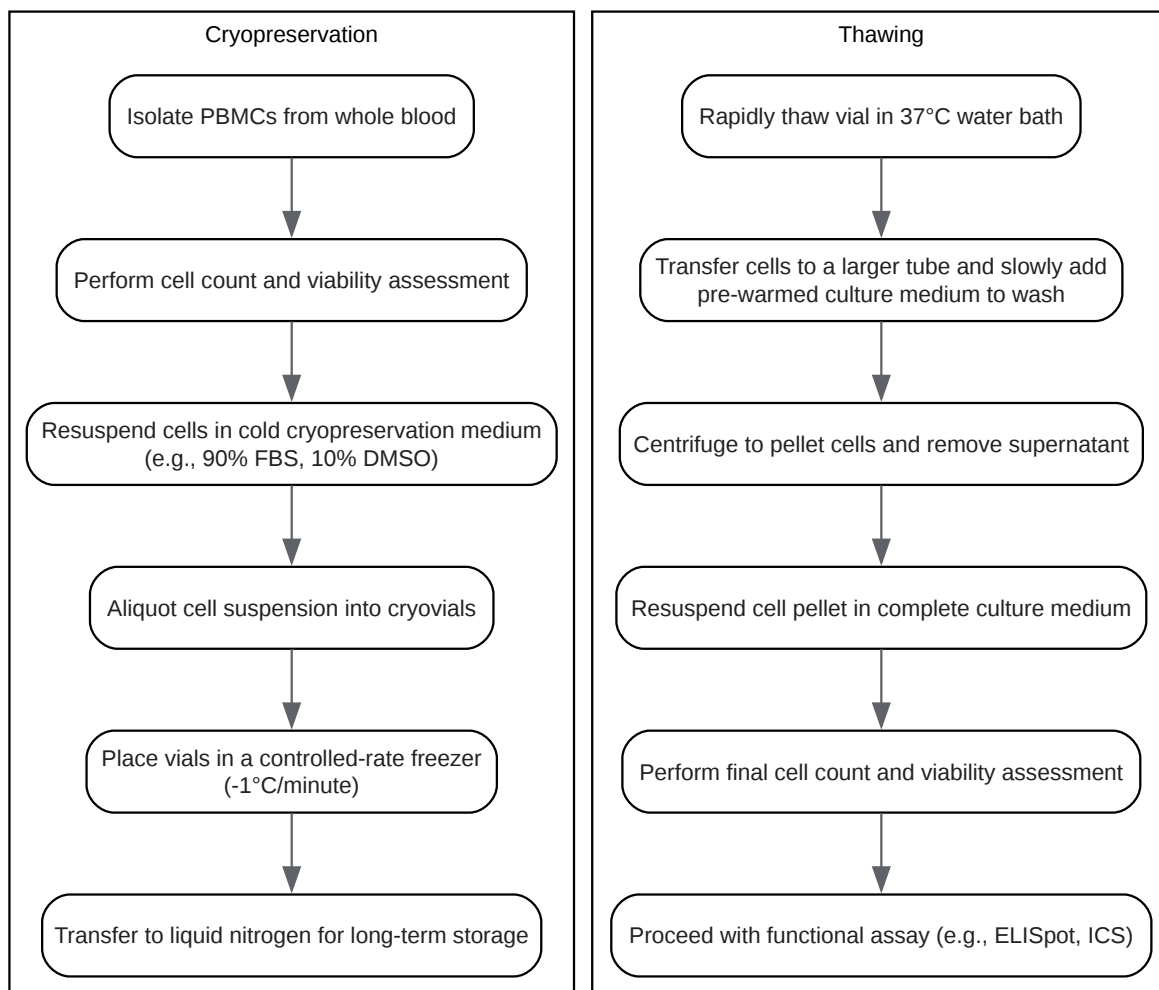 Cryopreservation
Isolate PBMCs from whole blood
Perform cell count and viability assessment
Resuspend cells in cold cryopreservation medium
(e.g., 90% FBS, 10% DMSO)
Aliquot cell suspension into cryovials
Place vials in a controlled-rate freezer
(-1°C/minute)
Transfer to liquid nitrogen for long-term storage
Thawing
Rapidly thaw vial in 37°C water bath
Transfer cells to a larger tube and slowly add
pre-warmed culture medium to wash
Centrifuge to pellet cells and remove supernatant
Resuspend cell pellet in complete culture medium
Perform final cell count and viability assessment
Proceed with functional assay (e.g., ELISpot, ICS)